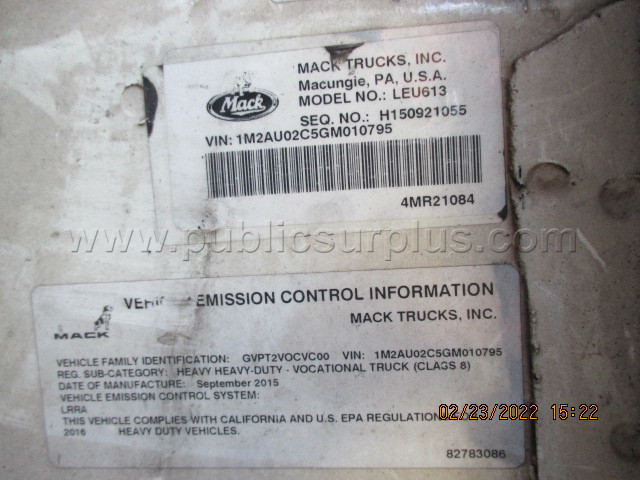 MACK TRUCKS, INC.
Macungie, PA, U.S.A.
MODEL NO.: LEU613
Mack
SEQ. NO.: H150921055
VIN: 1M2AU02C5GM010795
4MR21084
www.publicsurplus.com
VEHIC EMISSION CONTROL INFORMATION
MACK
MACK TRUCKS, INC.
VEHICLE FAMILY IDENTIFICATION: GVPT2VOCVC00 VIN: 1M2AU02C5GM010795
REG. SUB-CATEGORY: HEAVY HEAVY-DUTY - VOCATIONAL TRUCK (CLAGS 8)
DATE OF MANUFACTURE: September 2015
VEHICLE EMISSION CONTROL SYSTEM:
LRRA
THIS VEHICLE COMPLIES WITH CALIFORNIA AND U.S. EPA REGULATION
2016 HEAVY DUTY VEHICLES.
02/23/2022 15:22
82783086